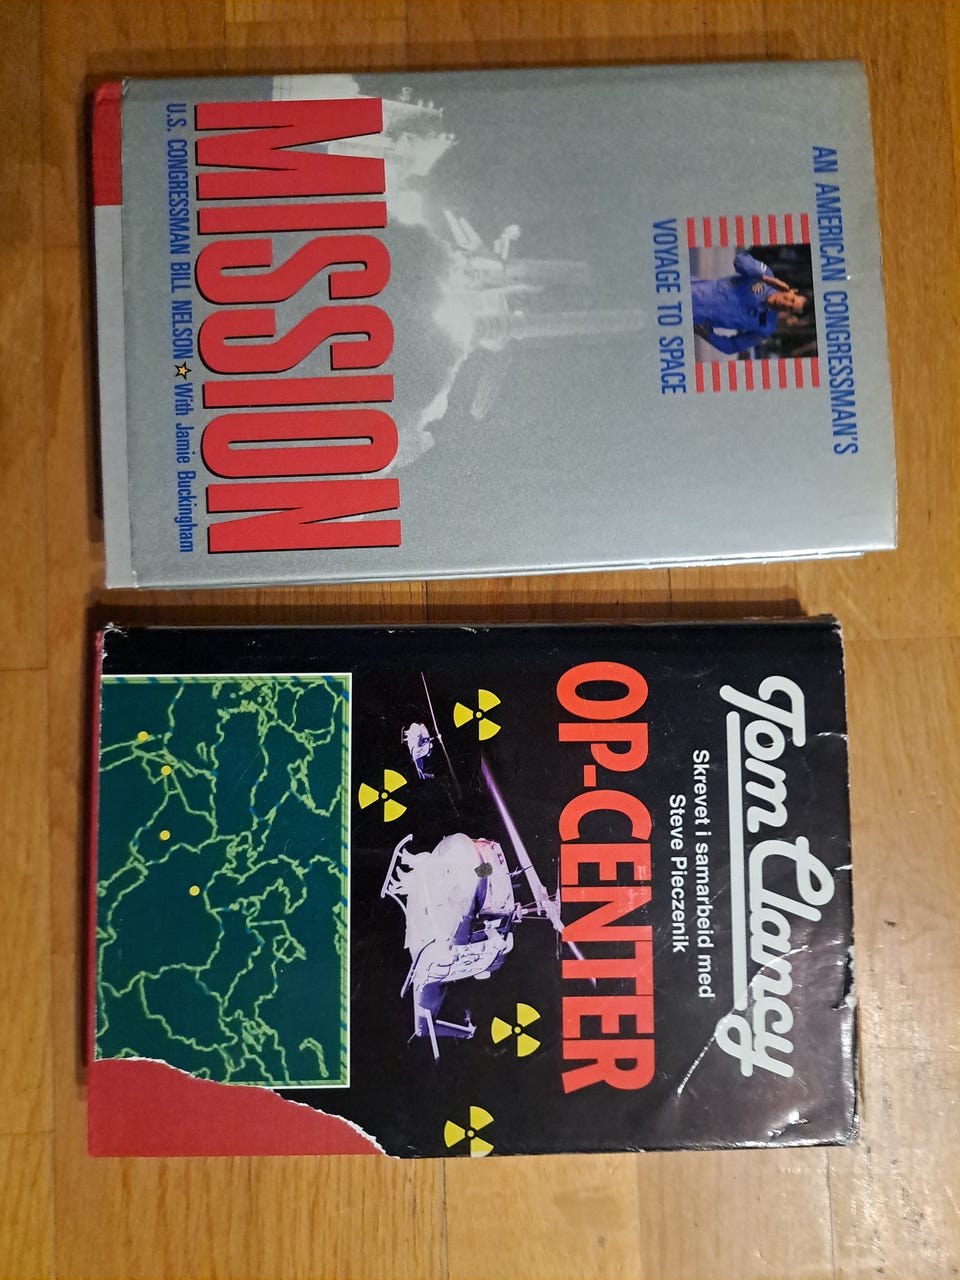 AN AMERICAN CONGRESSMAN'S
VOYAGE TO SPACE
MISSION
U.S. CONGRESSMAN BILL NELSON With Jamie Buckingham
Tom Clancy
Skrevet i samarbeid med
Steve Pieczenik
OP-CENTER